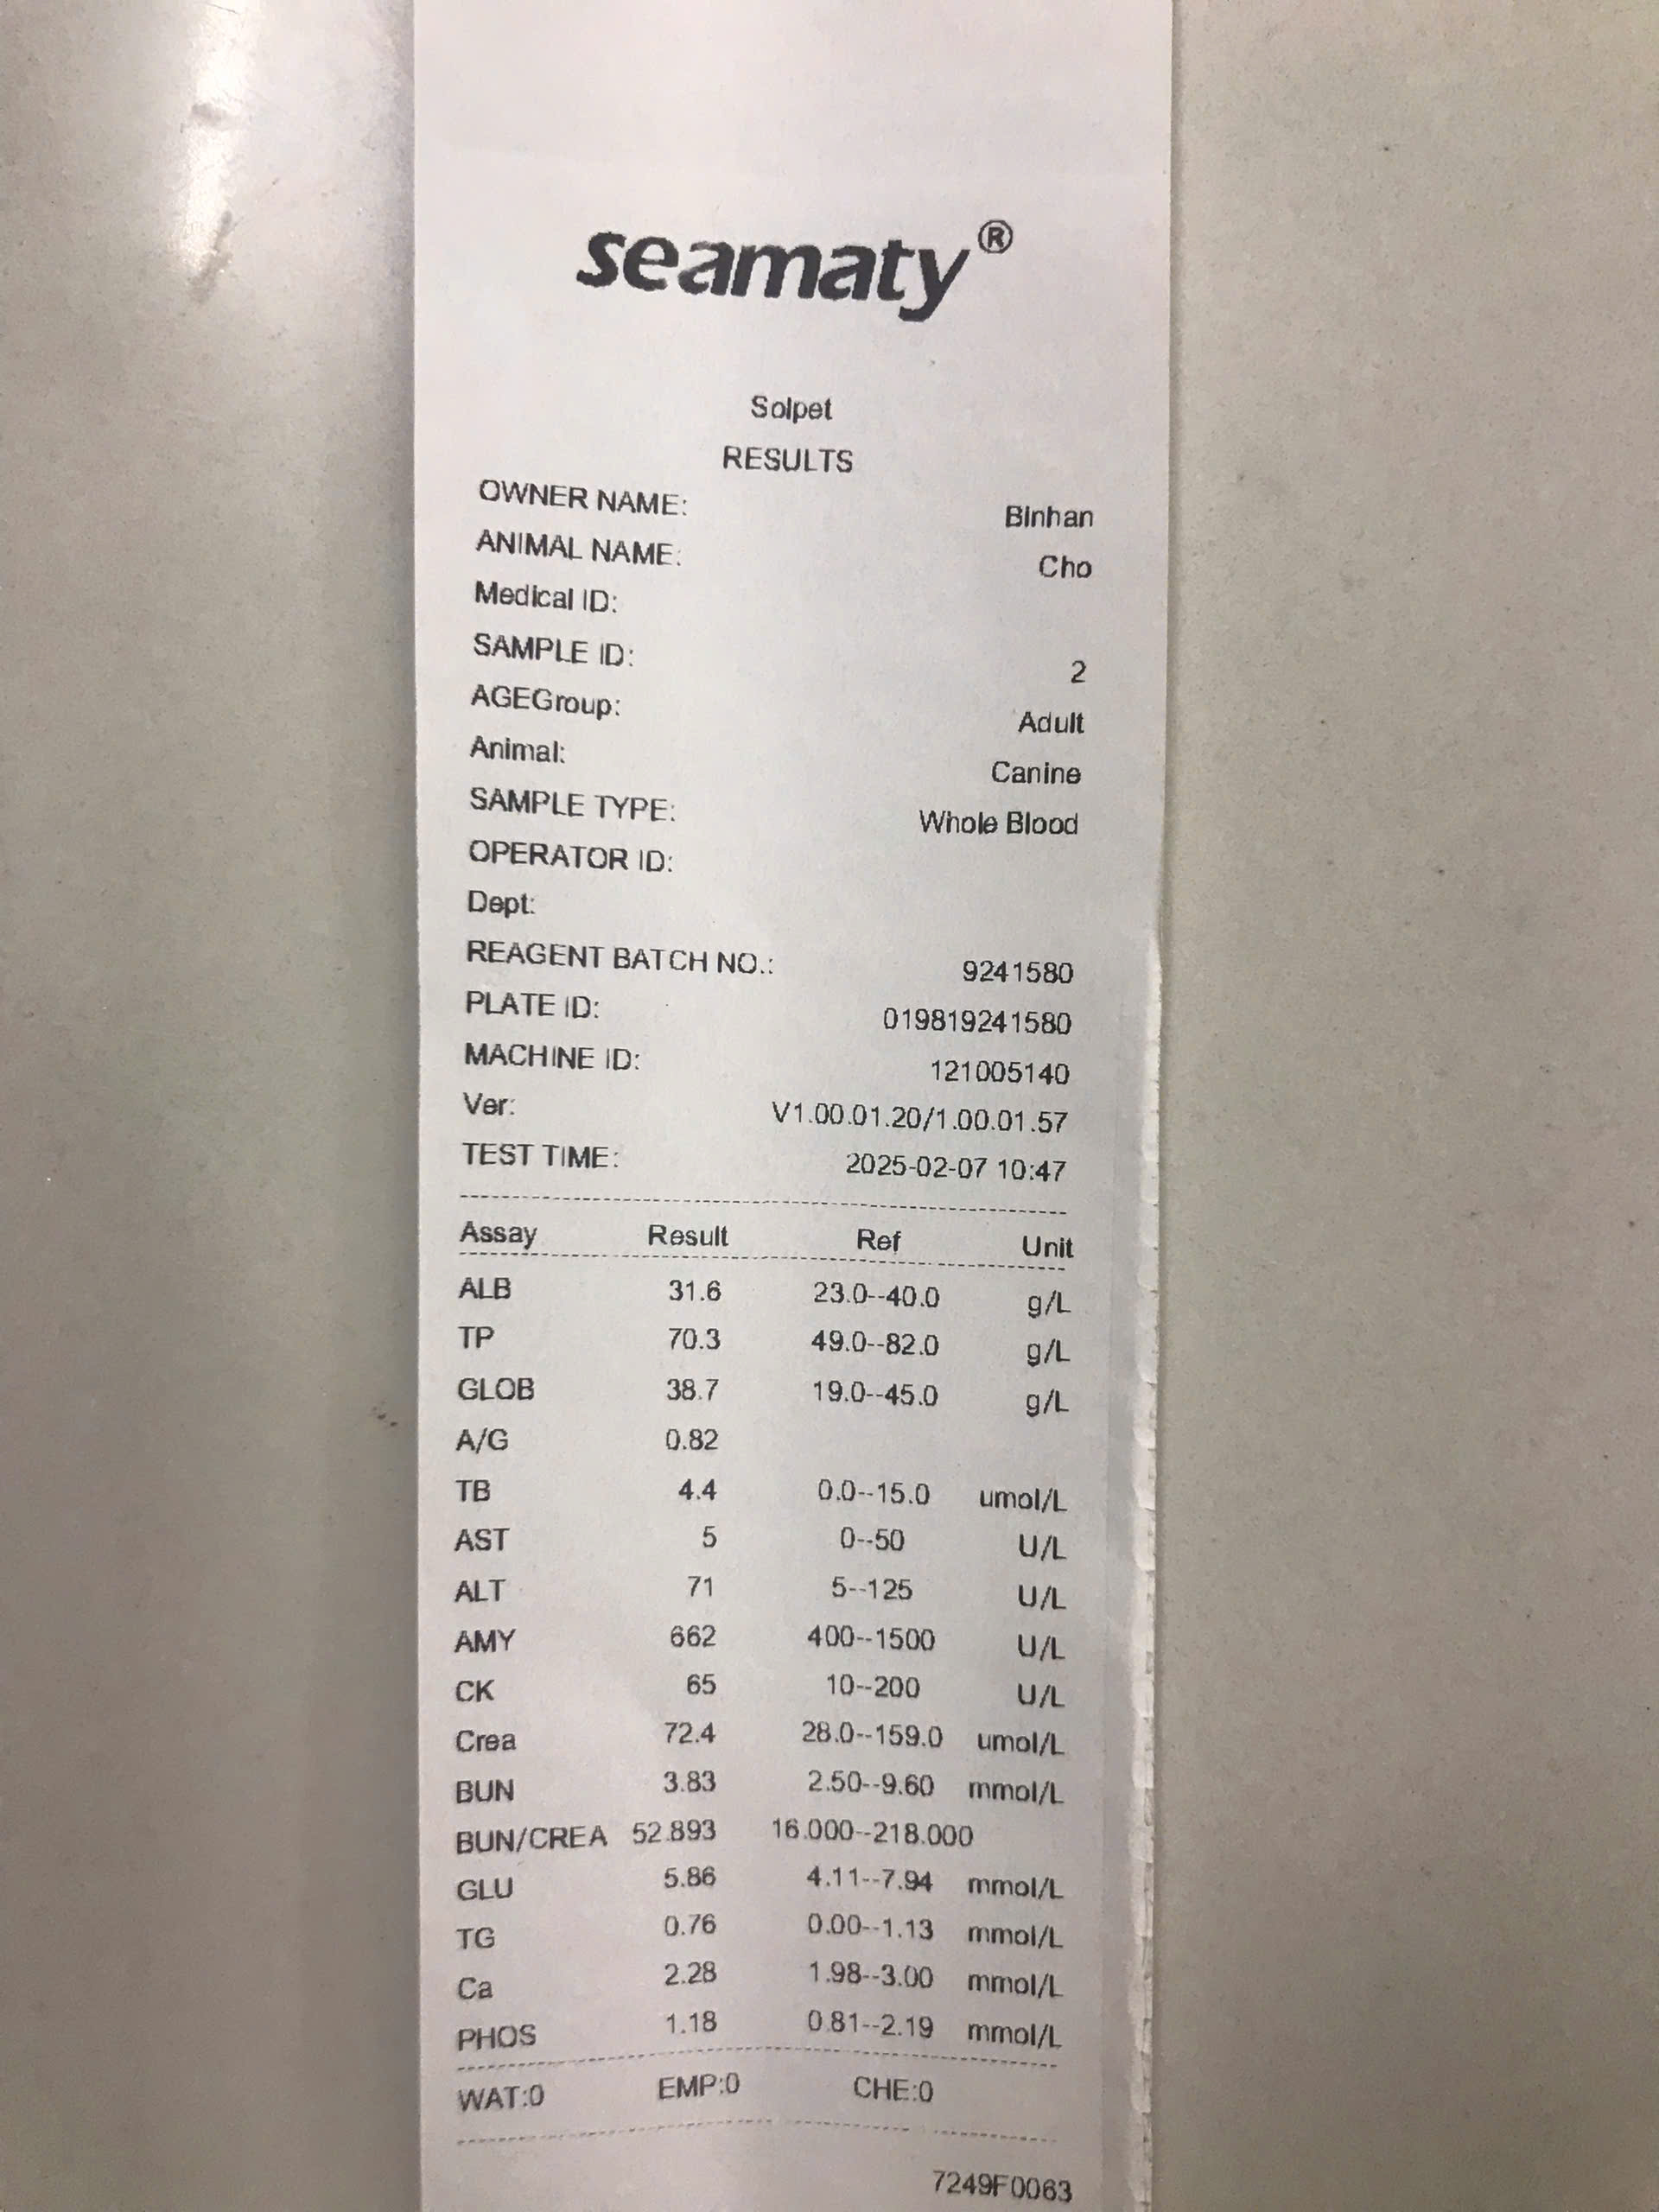 seamaty®
Solpet
RESULTS
OWNER NAME: Binhan
ANIMAL NAME: Cho
Medical ID:
SAMPLE ID: 2
AGEGroup: Adult
Animal: Canine
SAMPLE TYPE: Whole Blood
OPERATOR ID:
Dept:
REAGENT BATCH NO.: 9241580
PLATE ID: 019819241580
MACHINE ID: 121005140
Ver: V1.00.01.20/1.00.01.57
TEST TIME: 2025-02-07 10:47
Assay Result Ref Unit
ALB 31.6 23.0--40.0 g/L
TP 70.3 49.0--82.0 g/L
GLOB 38.7 19.0--45.0 g/L
A/G 0.82
TB 4.4 0.0--15.0 umol/L
AST 5 0--50 U/L
ALT 71 5--125 U/L
AMY 662 400--1500 U/L
CK 65 10--200 U/L
Crea 72.4 28.0--159.0 umol/L
BUN 3.83 2.50--9.60 mmol/L
BUN/CREA 52.893 16.000--218.000
GLU 5.86 4.11--7.94 mmol/L
TG 0.76 0.00--1.13 mmol/L
Ca 2.28 1.98--3.00 mmol/L
PHOS 1.18 0.81--2.19 mmol/L
WAT:0 EMP:0 CHE:0
7249F0063